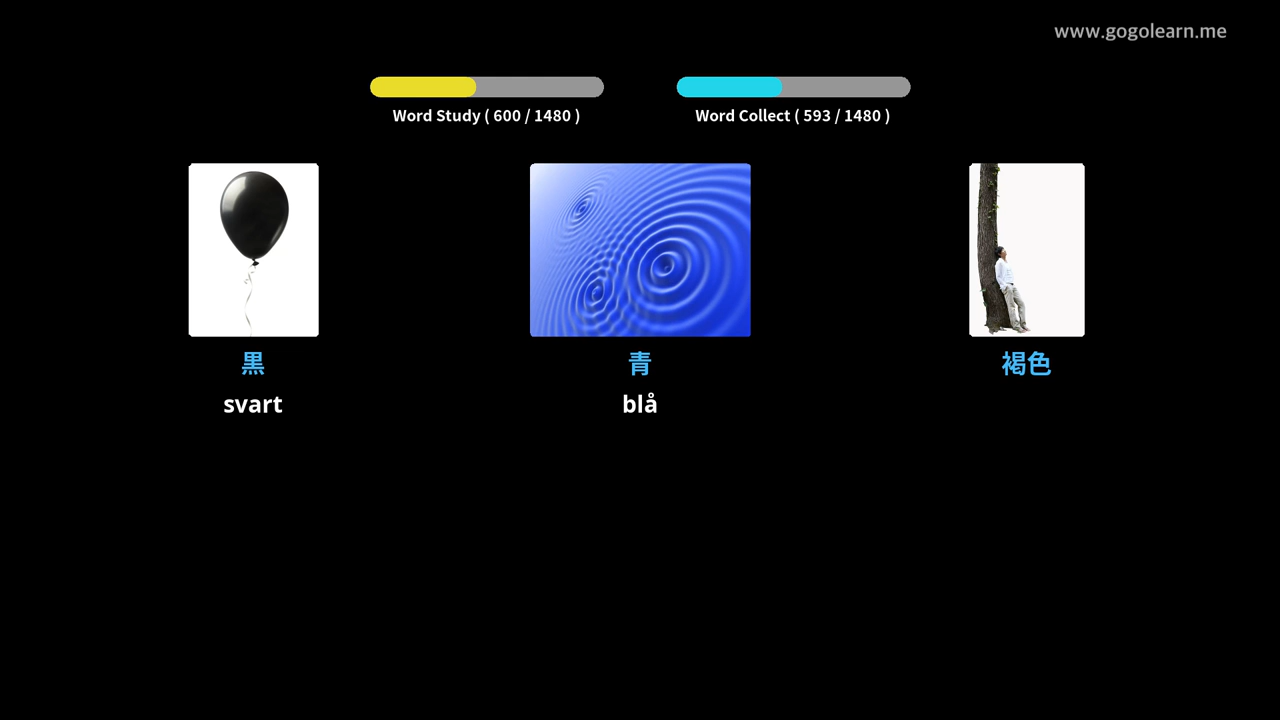 www.gogolearn.me
Word Study ( 600 / 1480 )
Word Collect ( 593 / 1480 )
黒
青
褐色
svart
blå